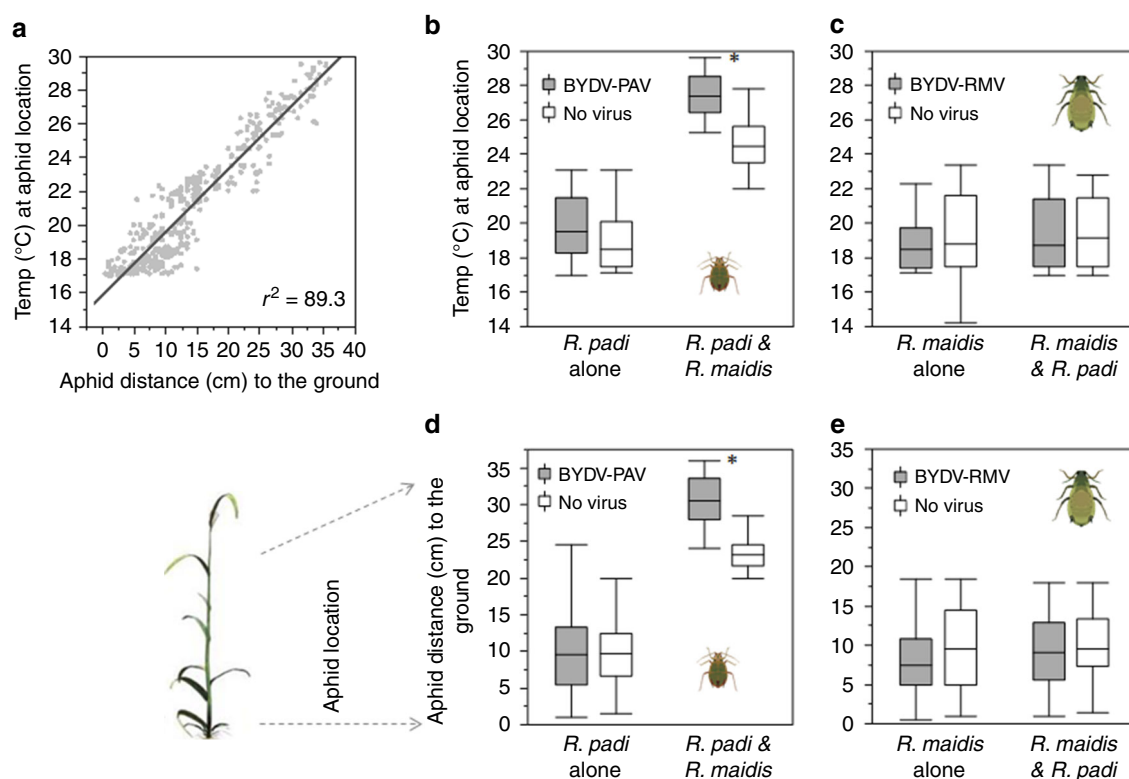 a
30
28
26
24
22
20
18
16
14
Temp (°C) at aphid location
r² = 89.3
0 5 10 15 20 25 30 35 40
Aphid distance (cm) to the ground
b
30
28
26
24
22
20
18
16
14
Temp (°C) at aphid location
BYDV-PAV
No virus
*
R. padi
alone
R. padi &
R. maidis
c
30
28
26
24
22
20
18
16
14
BYDV-RMV
No virus
R. maidis
alone
R. maidis
& R. padi
Aphid location
d
35
30
25
20
15
10
5
0
Aphid distance (cm) to the
ground
BYDV-PAV
No virus
*
R. padi
alone
R. padi &
R. maidis
e
35
30
25
20
15
10
5
0
BYDV-RMV
No virus
R. maidis
alone
R. maidis
& R. padi